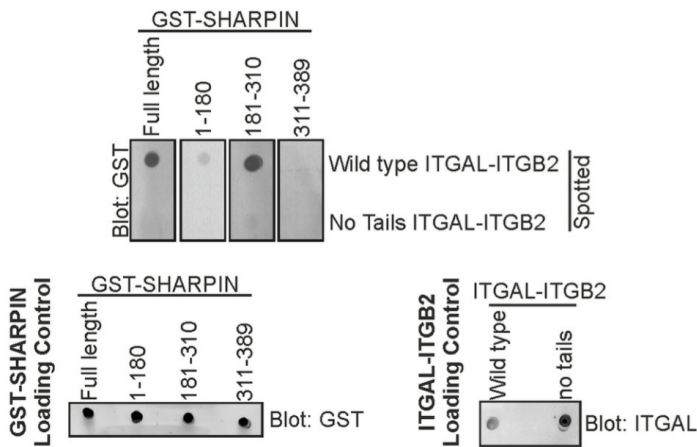 GST-SHARPIN
Full length
1-180
181-310
311-389
Blot: GST
Wild type ITGAL-ITGB2
No Tails ITGAL-ITGB2
Spotted
GST-SHARPIN
Loading Control
GST-SHARPIN
Full length
1-180
181-310
311-389
Blot: GST
ITGAL-ITGB2
Loading Control
ITGAL-ITGB2
Wild type
no tails
Blot: ITGAL